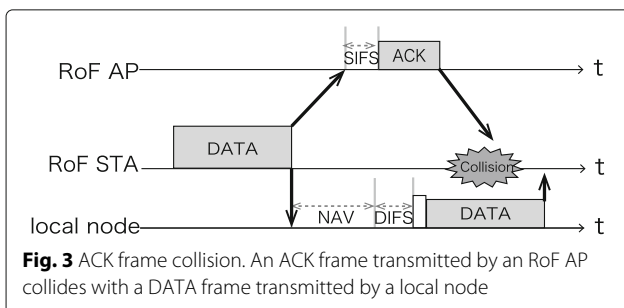 SIFS
ACK
RoF AP
t
DATA
RoF STA
Collision
t
NAV
DIFS
DATA
local node
t
Fig. 3 ACK frame collision. An ACK frame transmitted by an RoF AP
collides with a DATA frame transmitted by a local node